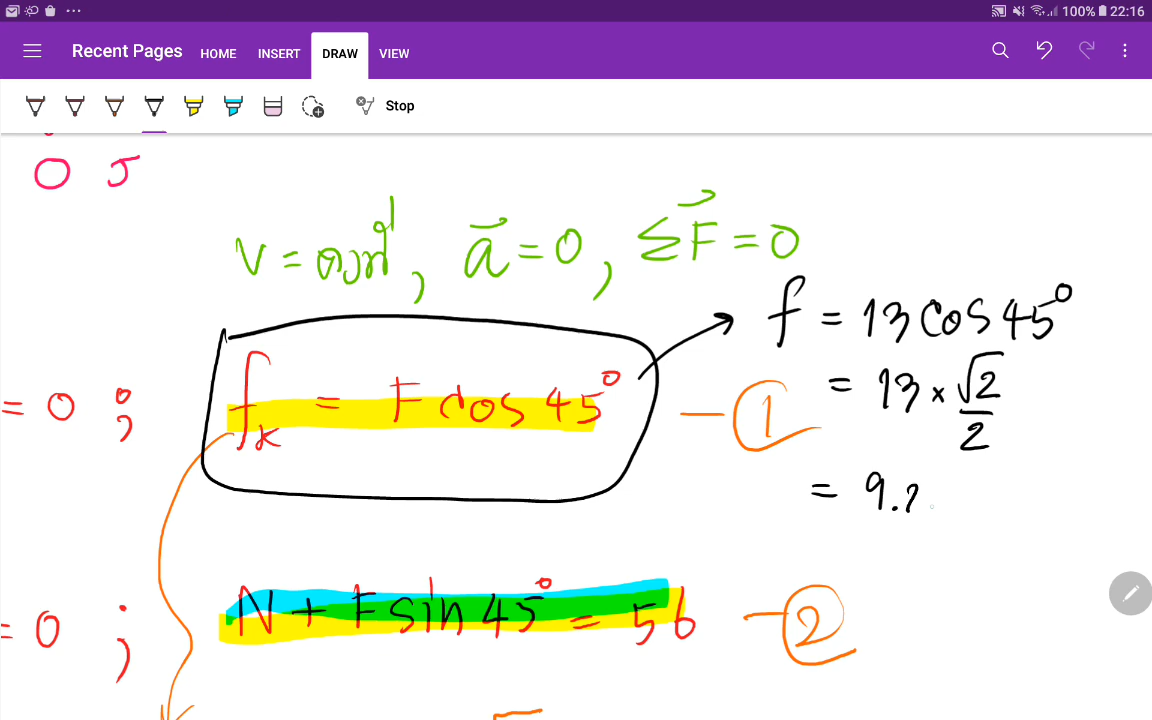 100% 22:16
Recent Pages HOME INSERT DRAW VIEW
Stop
0 J
v = คงที่, a⃗ = 0, ΣF⃗ = 0
f = 13 cos 45°
= 0 ; fₖ = F cos 45° - ①
= 13 × √2/2
= 9.2
= 0 ; N + F sin 45° = 56 - ②